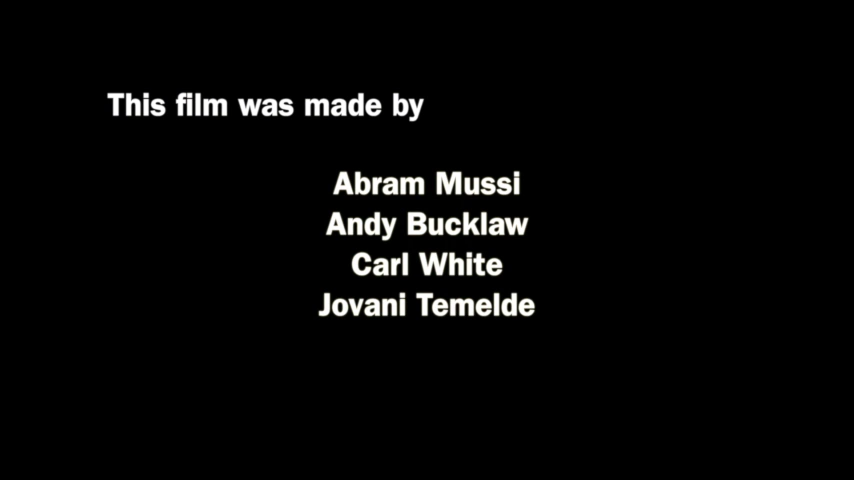 This film was made by
Abram Mussi
Andy Bucklaw
Carl White
Jovani Temelde